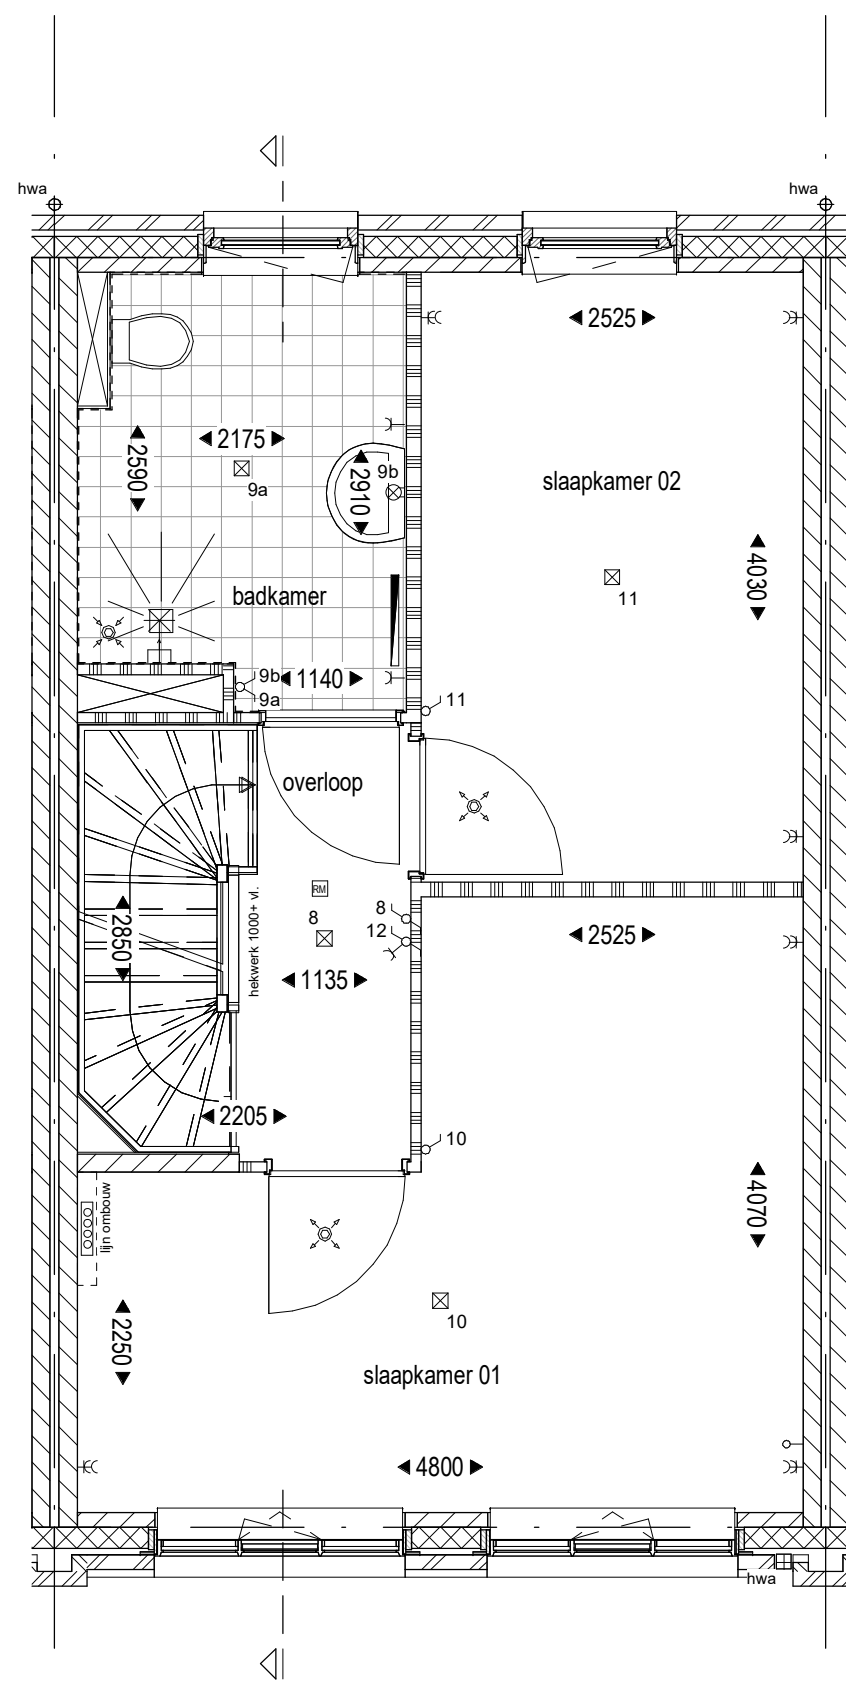 hwa
hwa
2525
2175
2590
9a
9b
2910
slaapkamer 02
4030
11
badkamer
9b
9a
1140
11
overloop
RM
8
8
12
hekwerk 1000+ vl.
2850
2525
1135
2205
10
lijn ombouw
4070
10
2250
slaapkamer 01
4800
hwa